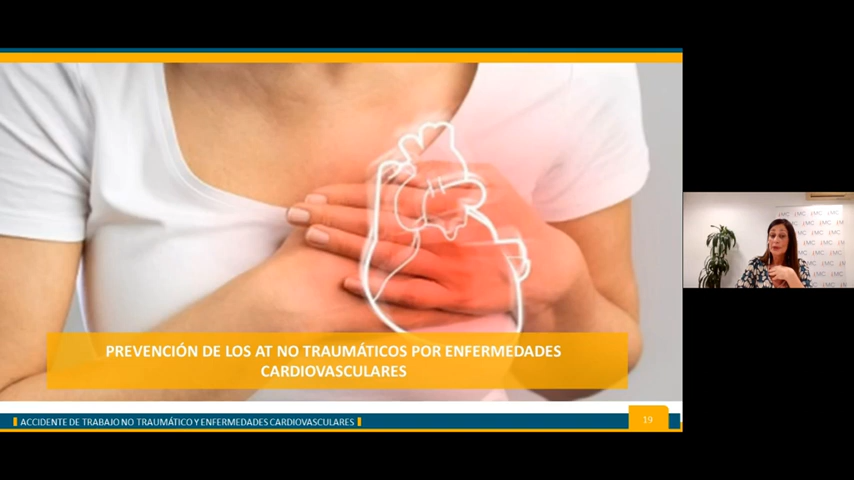 PREVENCIÓN DE LOS AT NO TRAUMÁTICOS POR ENFERMEDADES
CARDIOVASCULARES
ACCIDENTE DE TRABAJO NO TRAUMÁTICO Y ENFERMEDADES CARDIOVASCULARES
19